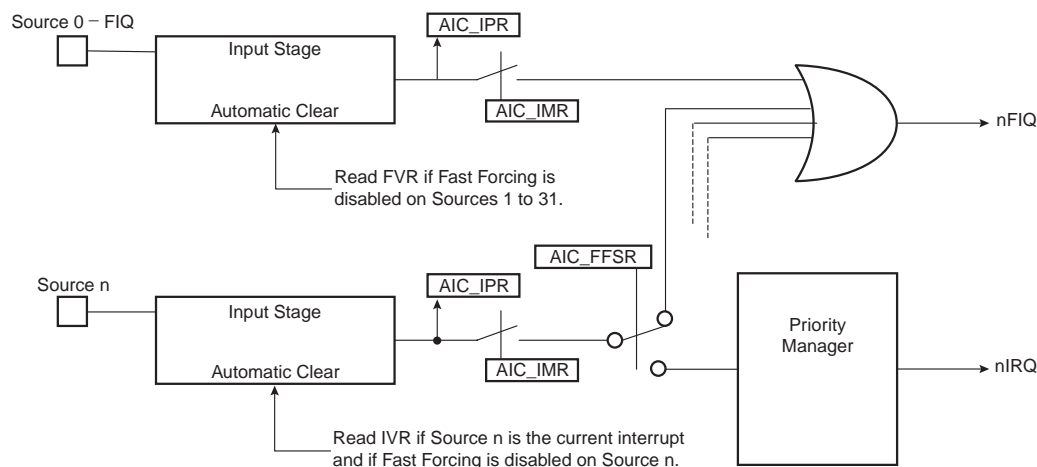 Source 0 – FIQ
AIC_IPR
Input Stage
Automatic Clear
AIC_IMR
nFIQ
Read FVR if Fast Forcing is
disabled on Sources 1 to 31.
AIC_FFSR
Source n
AIC_IPR
Input Stage
Priority
Manager
Automatic Clear
AIC_IMR
nIRQ
Read IVR if Source n is the current interrupt
and if Fast Forcing is disabled on Source n.